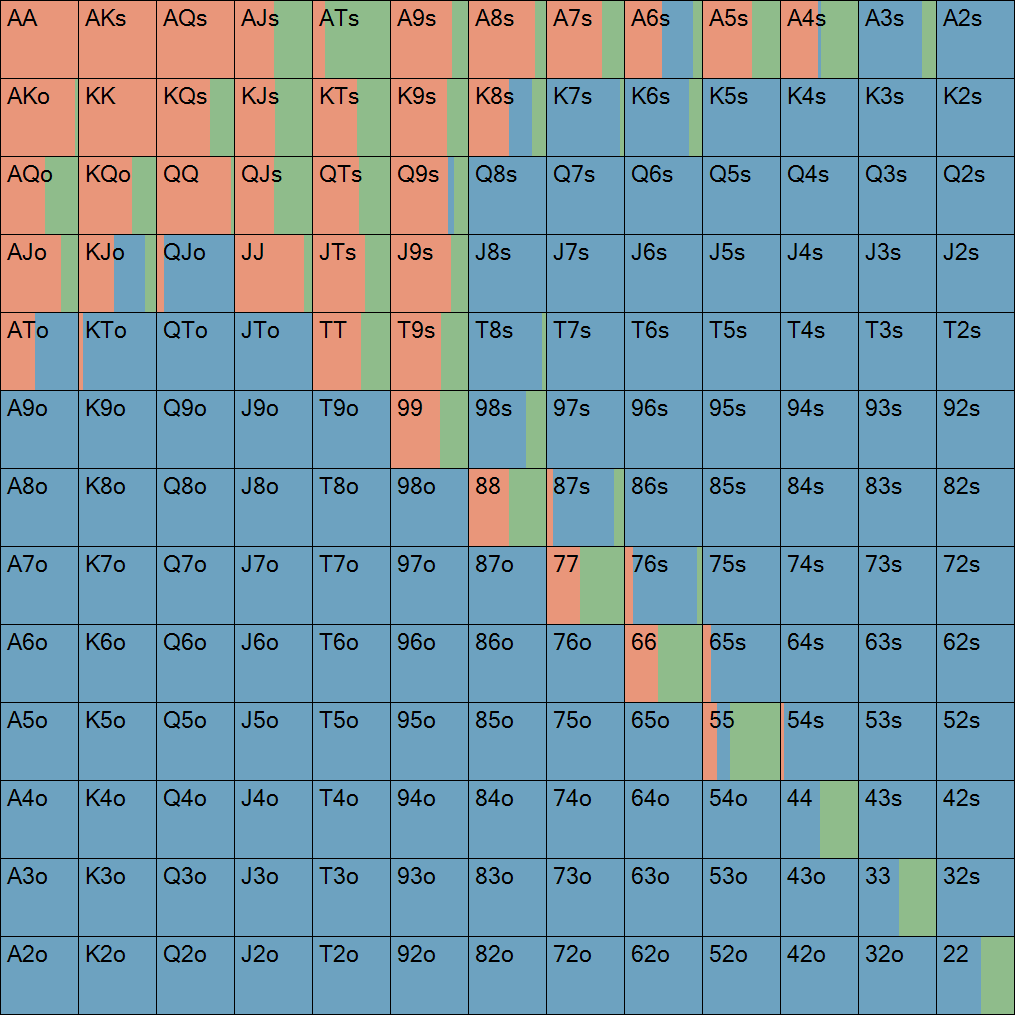 AA AKs AQs AJs ATs A9s A8s A7s A6s A5s A4s A3s A2s
AKo KK KQs KJs KTs K9s K8s K7s K6s K5s K4s K3s K2s
AQo KQo QQ QJs QTs Q9s Q8s Q7s Q6s Q5s Q4s Q3s Q2s
AJo KJo QJo JJ JTs J9s J8s J7s J6s J5s J4s J3s J2s
ATo KTo QTo JTo TT T9s T8s T7s T6s T5s T4s T3s T2s
A9o K9o Q9o J9o T9o 99 98s 97s 96s 95s 94s 93s 92s
A8o K8o Q8o J8o T8o 98o 88 87s 86s 85s 84s 83s 82s
A7o K7o Q7o J7o T7o 97o 87o 77 76s 75s 74s 73s 72s
A6o K6o Q6o J6o T6o 96o 86o 76o 66 65s 64s 63s 62s
A5o K5o Q5o J5o T5o 95o 85o 75o 65o 55 54s 53s 52s
A4o K4o Q4o J4o T4o 94o 84o 74o 64o 54o 44 43s 42s
A3o K3o Q3o J3o T3o 93o 83o 73o 63o 53o 43o 33 32s
A2o K2o Q2o J2o T2o 92o 82o 72o 62o 52o 42o 32o 22